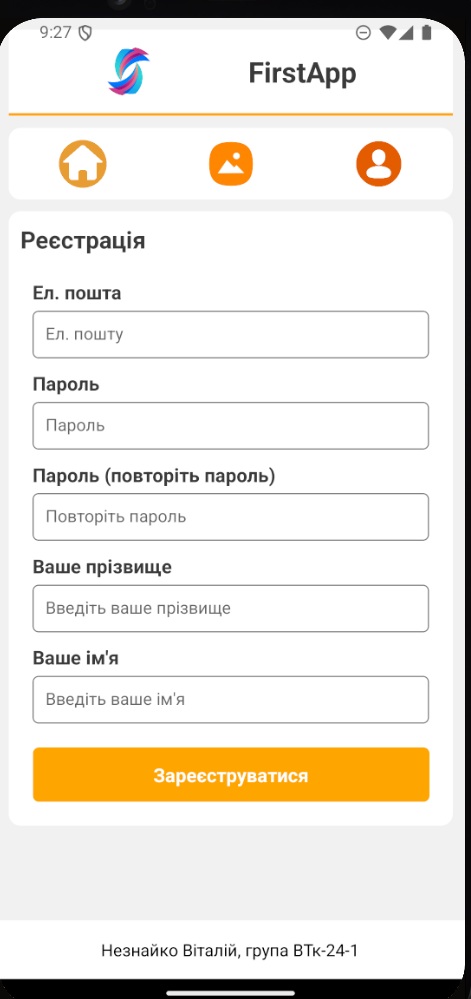 9:27
FirstApp
Реєстрація
Ел. пошта
Ел. пошту
Пароль
Пароль
Пароль (повторіть пароль)
Повторіть пароль
Ваше прізвище
Введіть ваше прізвище
Ваше ім'я
Введіть ваше ім'я
Зареєструватися
Незнайко Віталій, група ВТк-24-1